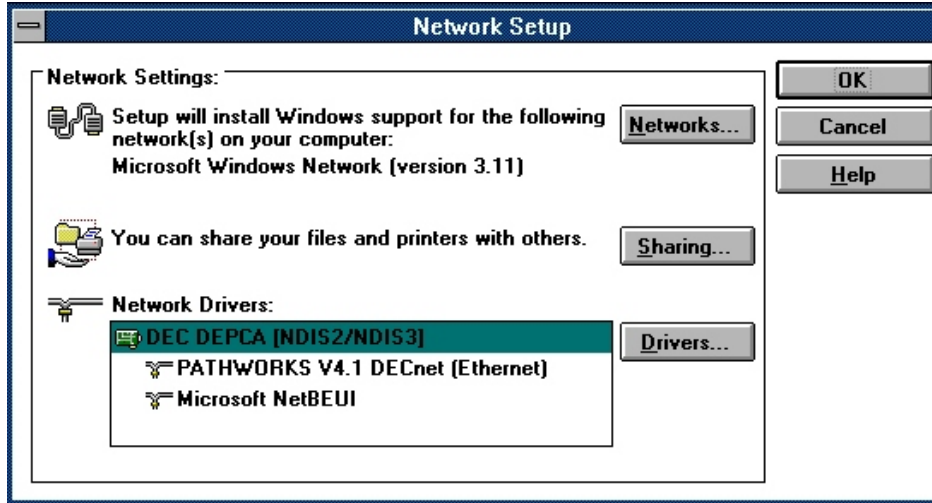 Network Setup
Network Settings:
OK
Setup will install Windows support for the following
network(s) on your computer:
Networks...
Cancel
Microsoft Windows Network (version 3.11)
Help
You can share your files and printers with others.
Sharing...
Network Drivers:
DEC DEPCA [NDIS2/NDIS3]
Drivers...
PATHWORKS V4.1 DECnet (Ethernet)
Microsoft NetBEUI